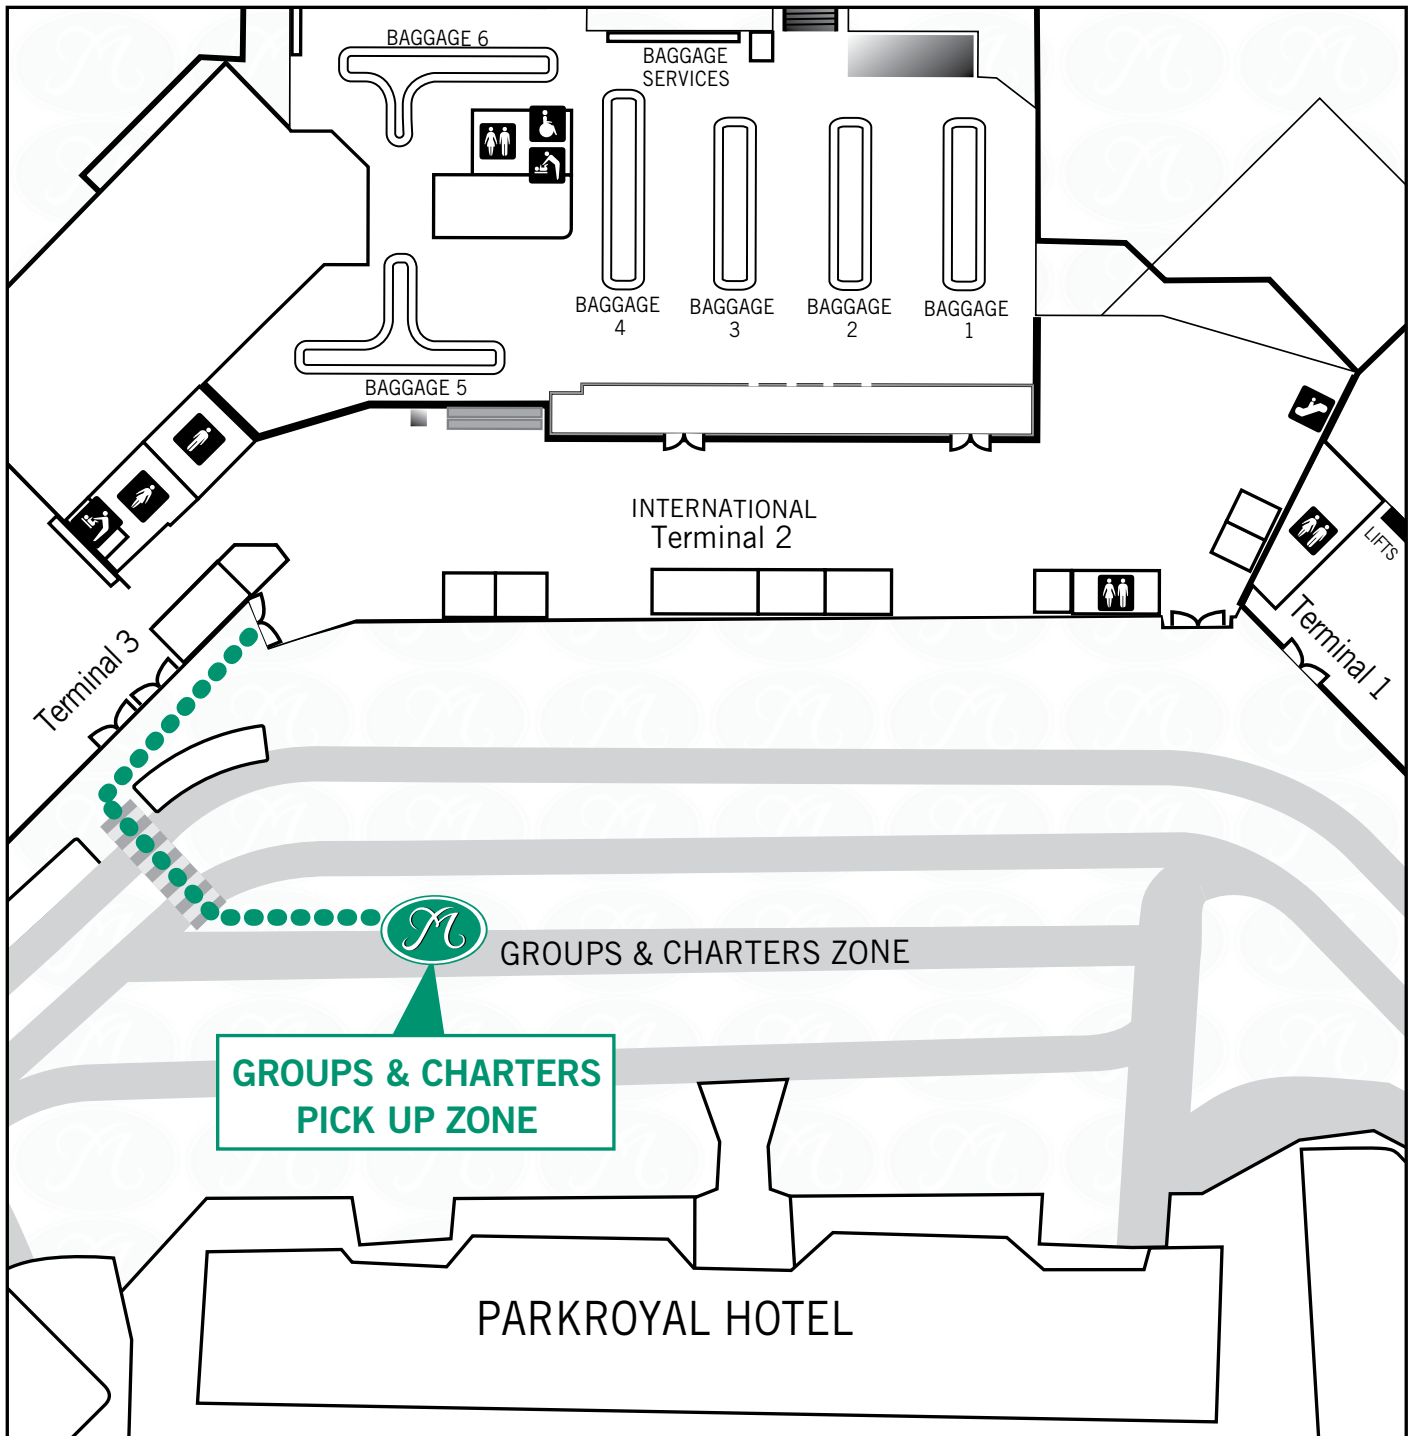 BAGGAGE 6
BAGGAGE
SERVICES
BAGGAGE
4
BAGGAGE
3
BAGGAGE
2
BAGGAGE
1
BAGGAGE 5
INTERNATIONAL
Terminal 2
LIFTS
Terminal 3
Terminal 1
M
GROUPS & CHARTERS ZONE
GROUPS & CHARTERS
PICK UP ZONE
PARKROYAL HOTEL